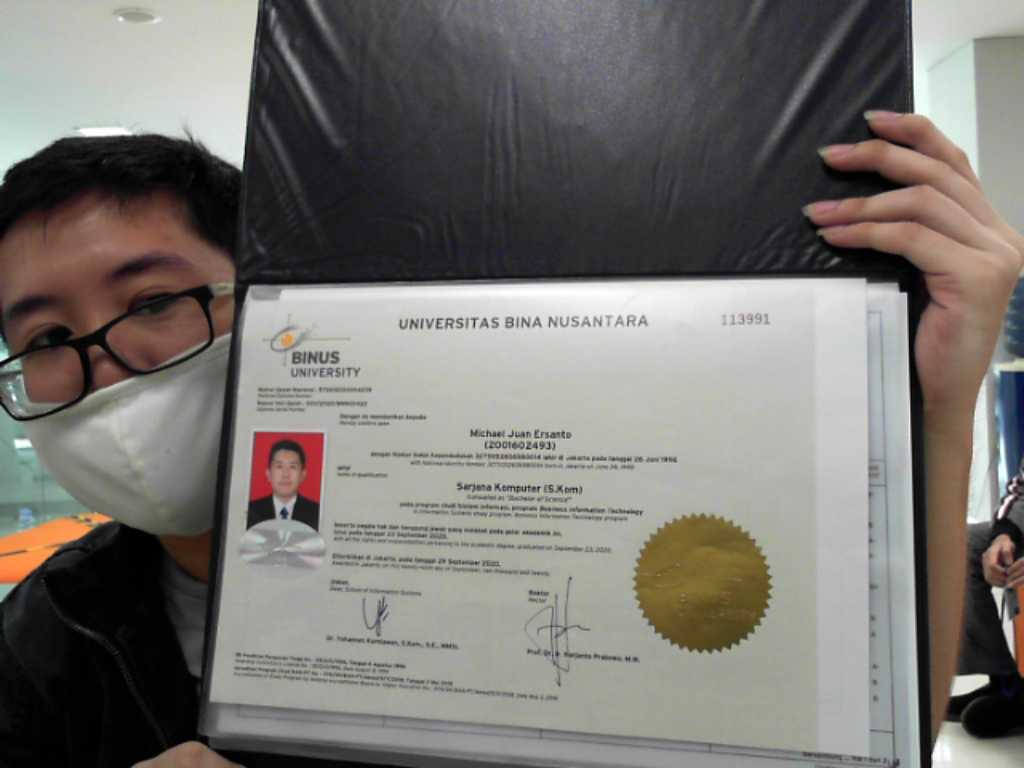 UNIVERSITAS BINA NUSANTARA
113991
BINUS
UNIVERSITY
Nomor Ijazah Nasional :
National Diploma Number
Nomor Seri Ijazah :
Diploma Serial Number
Dengan ini memberikan kepada
hereby confers upon
Michael Juan Ersanto
(2001602493)
dengan Nomor Induk Kependudukan lahir di Jakarta pada tanggal 26 Juni 1998
with National Identity Number born in Jakarta on June 26, 1998
gelar
name of qualification
Sarjana Komputer (S.Kom)
translated as "Bachelor of Science"
pada program studi Sistem Informasi, program Business Information Technology
in Information Systems study program, Business Information Technology program
beserta segala hak dan tanggung jawab yang melekat pada gelar akademik ini,
lulus pada tanggal 23 September 2020.
with all the rights and responsibilities pertaining to the academic degree, graduated on September 23, 2020.
Diterbitkan di Jakarta, pada tanggal 29 September 2020.
Awarded in Jakarta, on this twenty-ninth day of September, two thousand and twenty.
Dekan,
Dean, School of Information Systems
Rektor
Rector
Dr. Yohannes Kurniawan, S.Kom., S.E., MMSI.
Prof. Dr. Ir. Harjanto Prabowo, M.M.
BINUS
UNIVERSITY